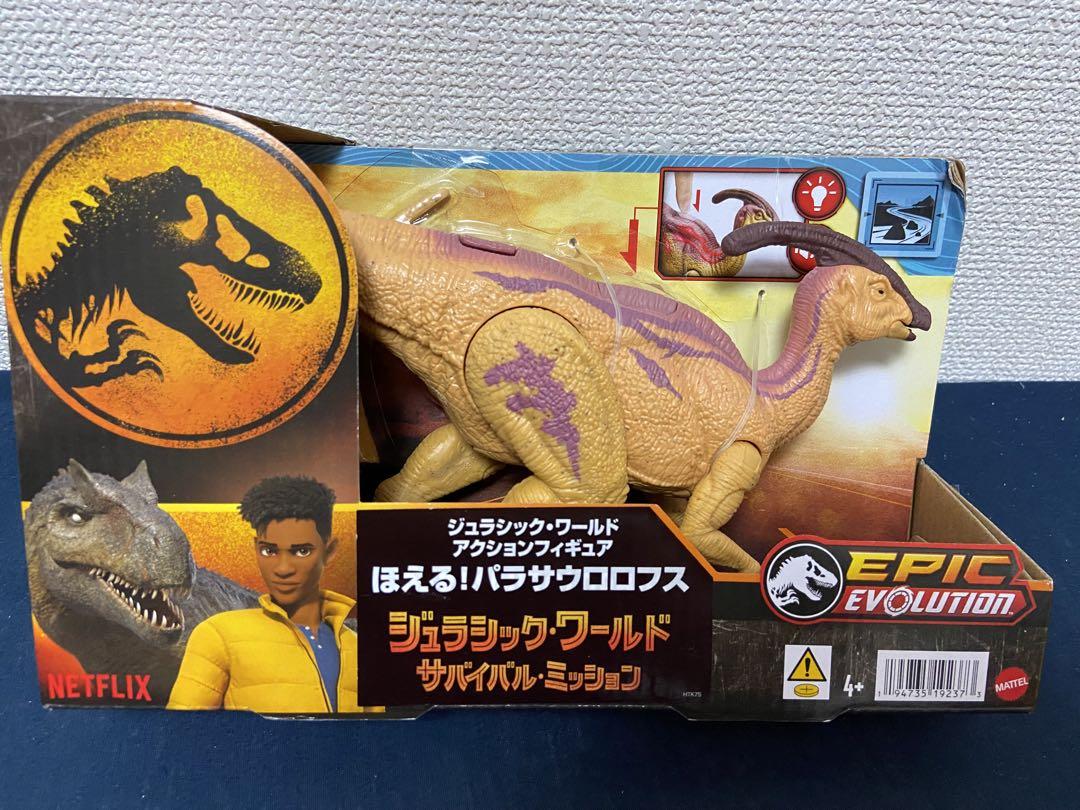 ジュラシック・ワールド
アクションフィギュア
ほえる!パラサウロロフス
ジュラシック・ワールド
サバイバル・ミッション
NETFLIX
HTK75
EPIC
EVOLUTION
4+
1 94735 19237 3
MATTEL